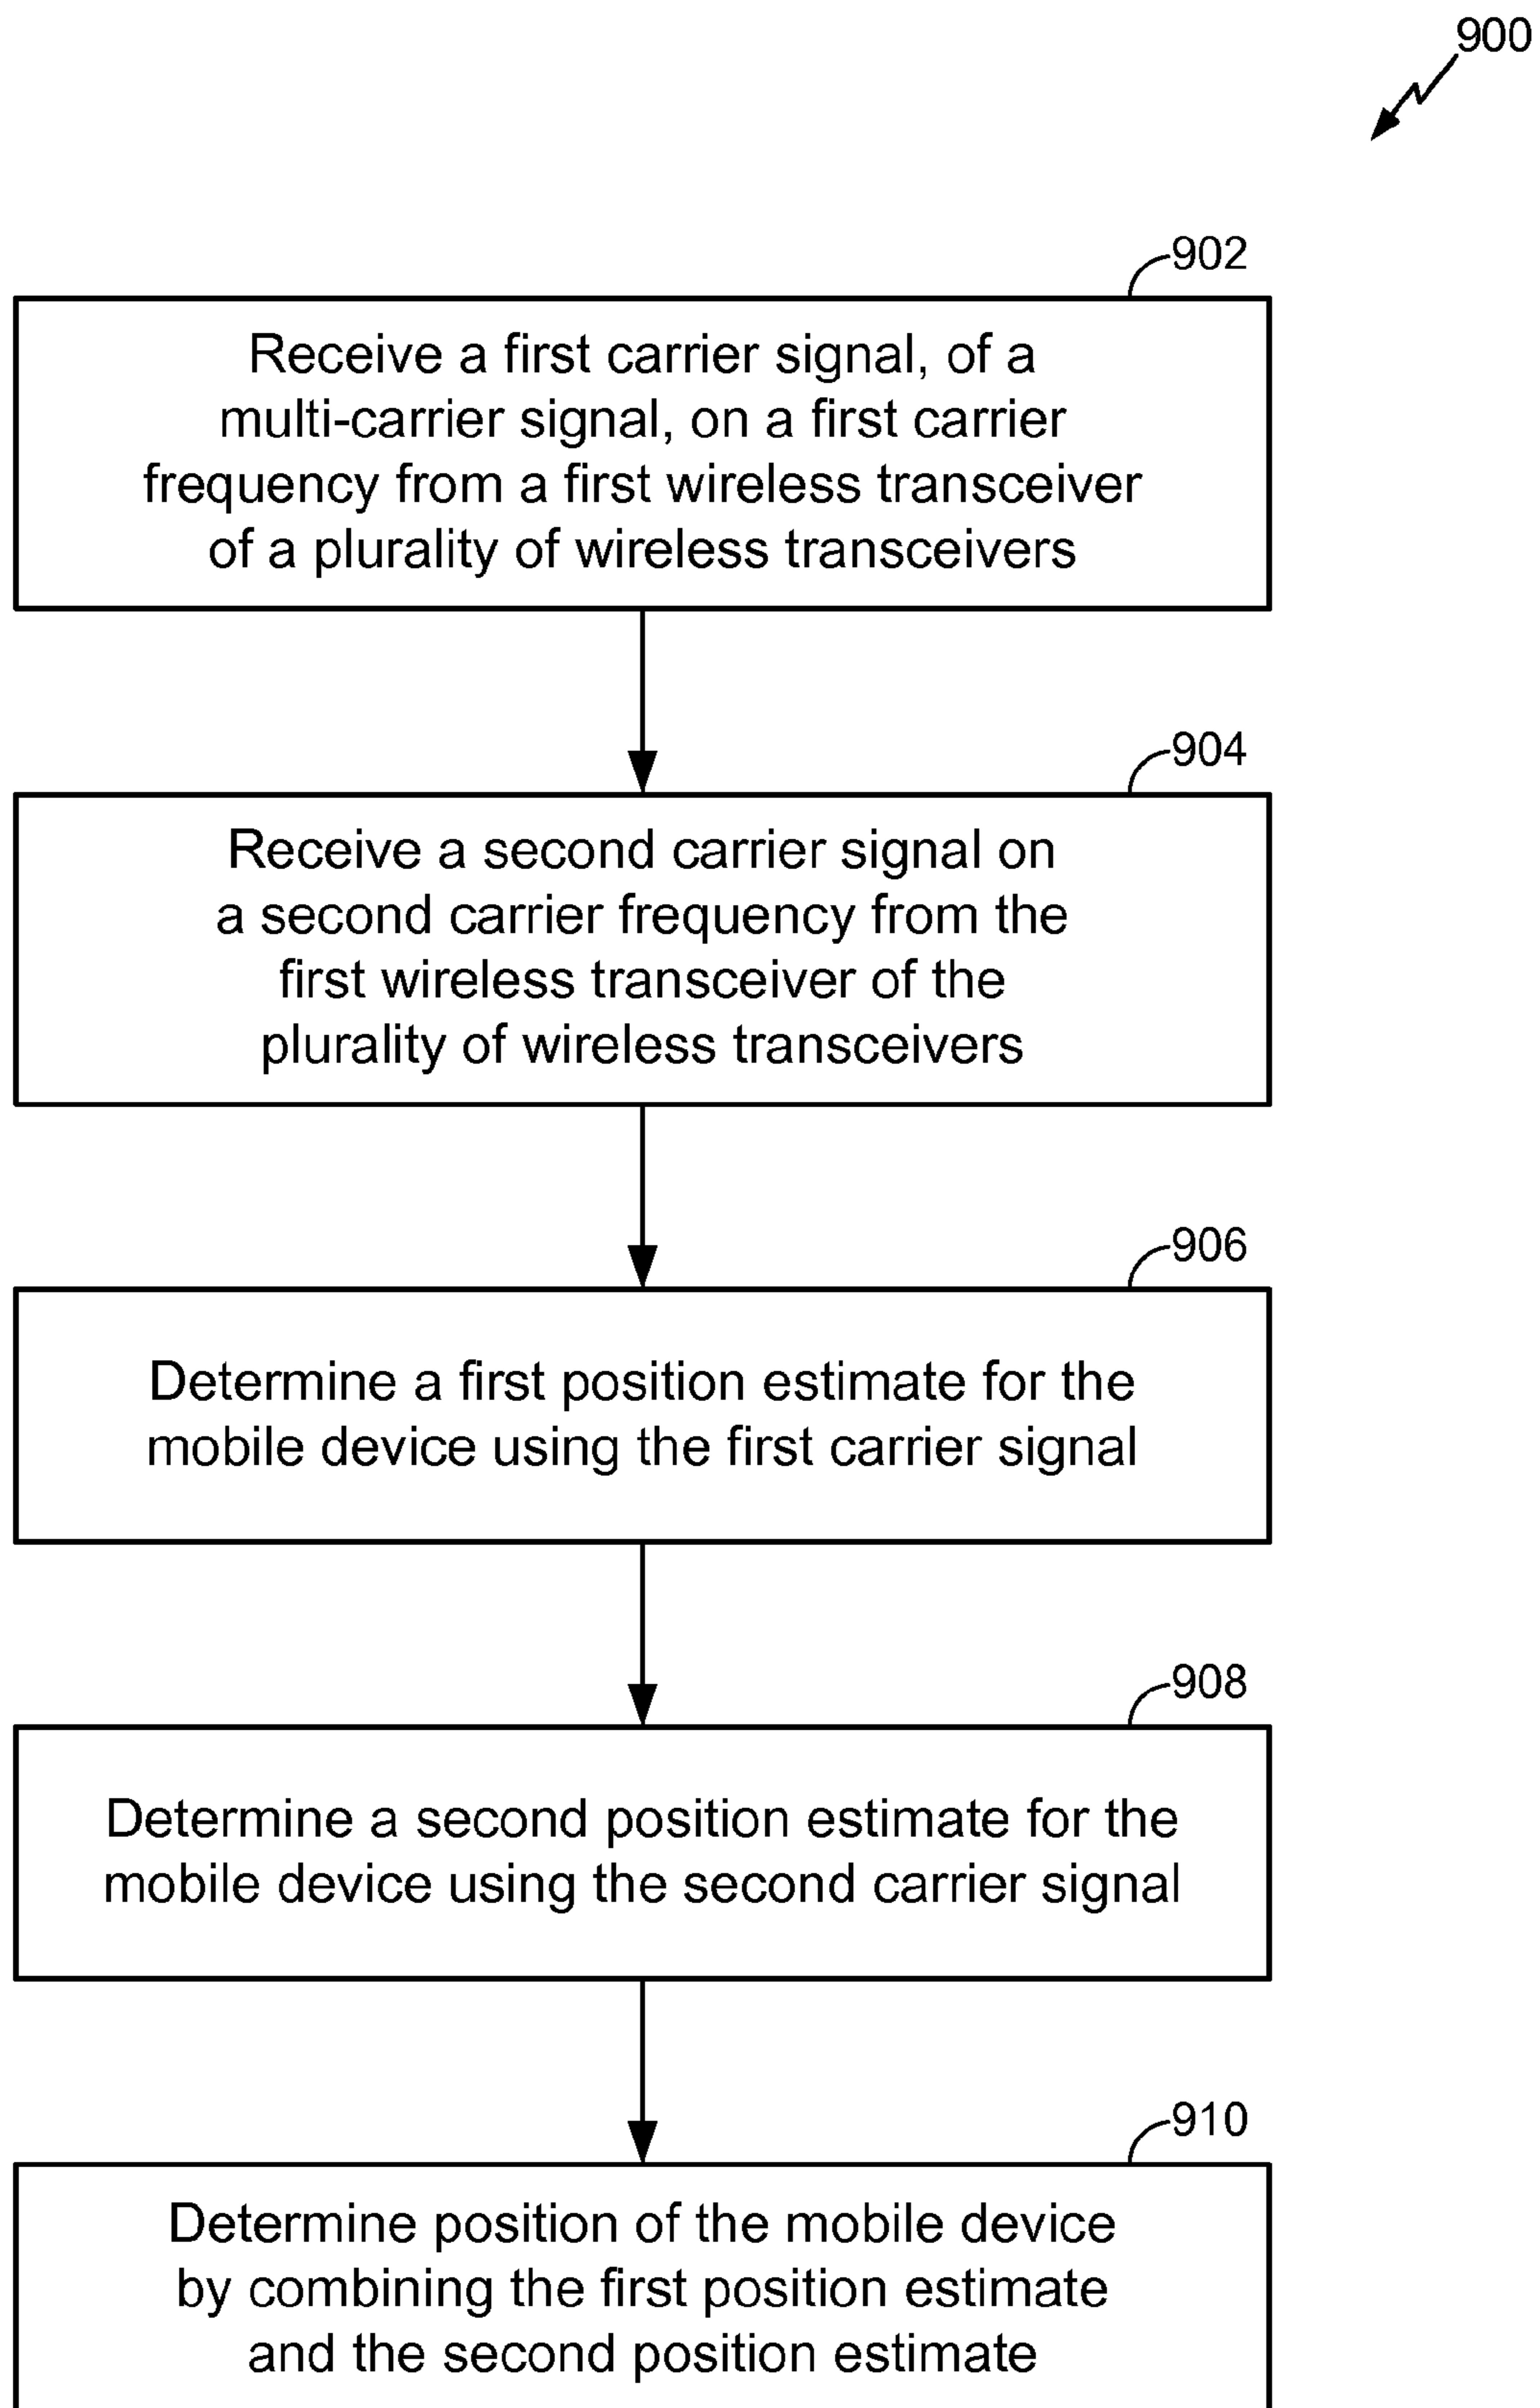 900
902
Receive a first carrier signal, of a
multi-carrier signal, on a first carrier
frequency from a first wireless transceiver
of a plurality of wireless transceivers
904
Receive a second carrier signal on
a second carrier frequency from the
first wireless transceiver of the
plurality of wireless transceivers
906
Determine a first position estimate for the
mobile device using the first carrier signal
908
Determine a second position estimate for the
mobile device using the second carrier signal
910
Determine position of the mobile device
by combining the first position estimate
and the second position estimate